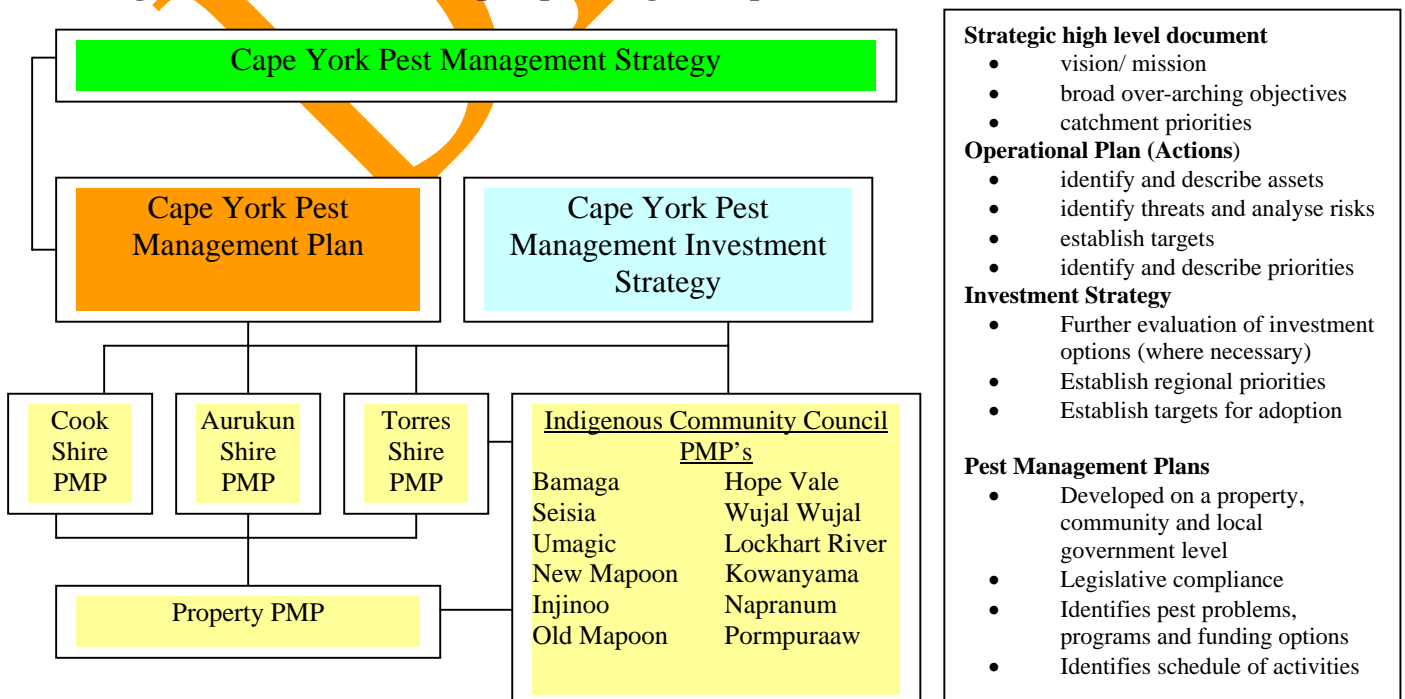 Cape York Pest Management Strategy
Cape York Pest
Management Plan
Cape York Pest
Management Investment
Strategy
Cook
Shire
PMP
Aurukun
Shire
PMP
Torres
Shire
PMP
Indigenous Community Council
PMP's
Bamaga Hope Vale
Seisia Wujal Wujal
Umagic Lockhart River
New Mapoon Kowanyama
Injinoo Napranum
Old Mapoon Pormpuraaw
Property PMP
Strategic high level document
• vision/ mission
• broad over-arching objectives
• catchment priorities
Operational Plan (Actions)
• identify and describe assets
• identify threats and analyse risks
• establish targets
• identify and describe priorities
Investment Strategy
• Further evaluation of investment
options (where necessary)
• Establish regional priorities
• Establish targets for adoption
Pest Management Plans
• Developed on a property,
community and local
government level
• Legislative compliance
• Identifies pest problems,
programs and funding options
• Identifies schedule of activities